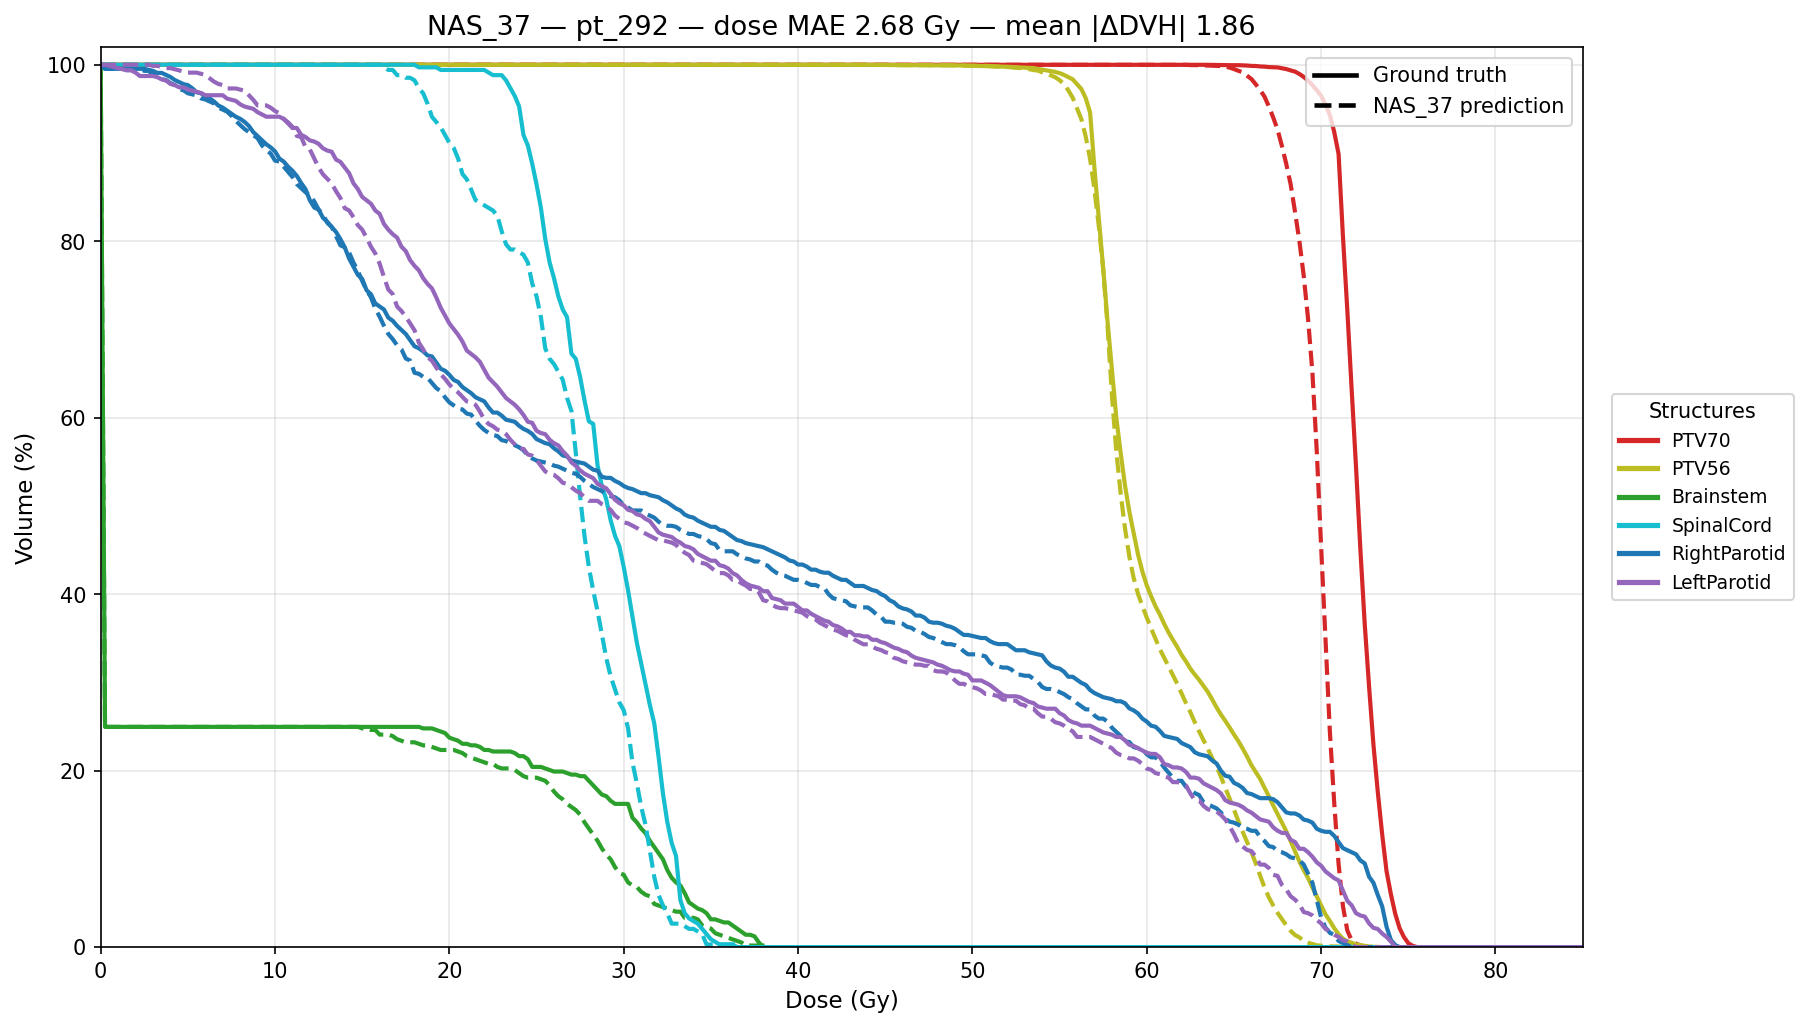 NAS_37 — pt_292 — dose MAE 2.68 Gy — mean |ΔDVH| 1.86
Ground truth
NAS_37 prediction
Volume (%)
100
80
60
40
20
0
0 10 20 30 40 50 60 70 80
Dose (Gy)
Structures
PTV70
PTV56
Brainstem
SpinalCord
RightParotid
LeftParotid